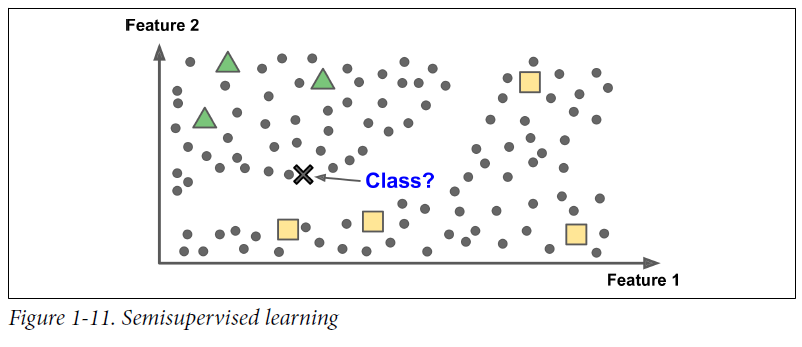 Feature 2
Class?
Feature 1
Figure 1-11. Semisupervised learning